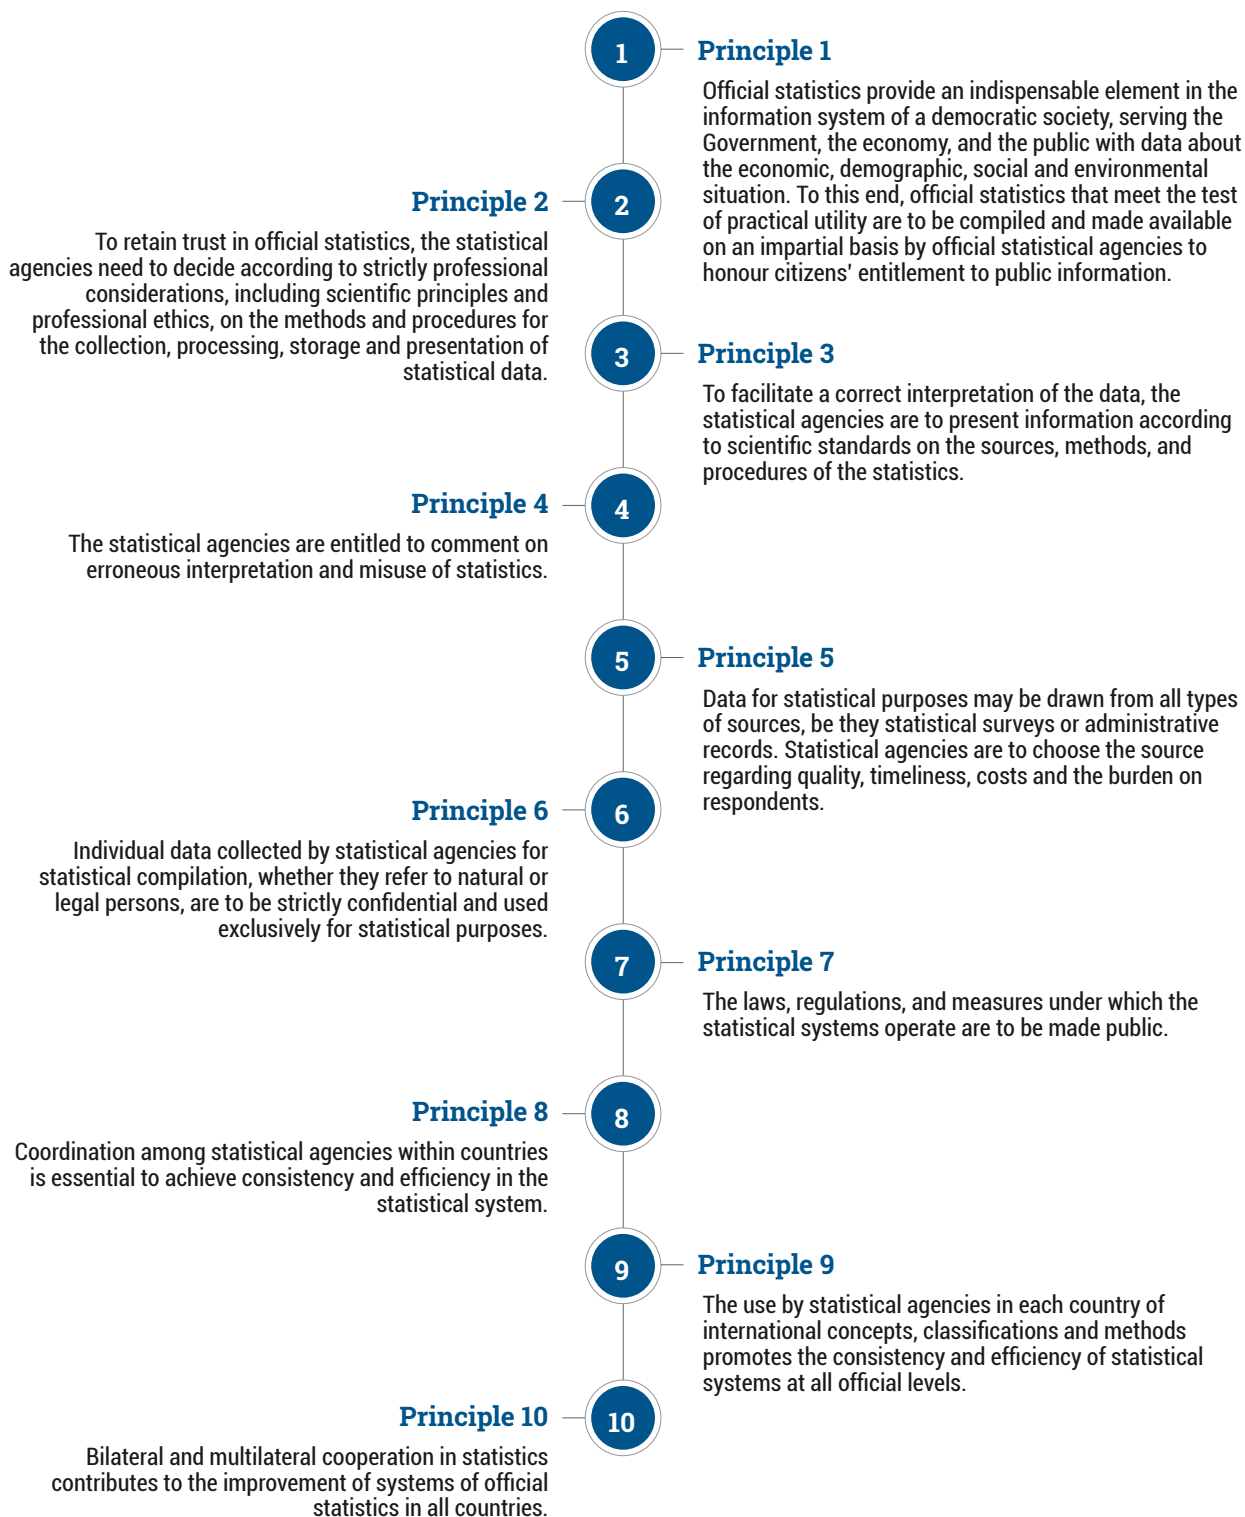 1
Principle 1
Official statistics provide an indispensable element in the
information system of a democratic society, serving the
Government, the economy, and the public with data about
the economic, demographic, social and environmental
situation. To this end, official statistics that meet the test
of practical utility are to be compiled and made available
on an impartial basis by official statistical agencies to
honour citizens' entitlement to public information.
2
Principle 2
To retain trust in official statistics, the statistical
agencies need to decide according to strictly professional
considerations, including scientific principles and
professional ethics, on the methods and procedures for
the collection, processing, storage and presentation of
statistical data.
3
Principle 3
To facilitate a correct interpretation of the data, the
statistical agencies are to present information according
to scientific standards on the sources, methods, and
procedures of the statistics.
4
Principle 4
The statistical agencies are entitled to comment on
erroneous interpretation and misuse of statistics.
5
Principle 5
Data for statistical purposes may be drawn from all types
of sources, be they statistical surveys or administrative
records. Statistical agencies are to choose the source
regarding quality, timeliness, costs and the burden on
respondents.
6
Principle 6
Individual data collected by statistical agencies for
statistical compilation, whether they refer to natural or
legal persons, are to be strictly confidential and used
exclusively for statistical purposes.
7
Principle 7
The laws, regulations, and measures under which the
statistical systems operate are to be made public.
8
Principle 8
Coordination among statistical agencies within countries
is essential to achieve consistency and efficiency in the
statistical system.
9
Principle 9
The use by statistical agencies in each country of
international concepts, classifications and methods
promotes the consistency and efficiency of statistical
systems at all official levels.
10
Principle 10
Bilateral and multilateral cooperation in statistics
contributes to the improvement of systems of official
statistics in all countries.